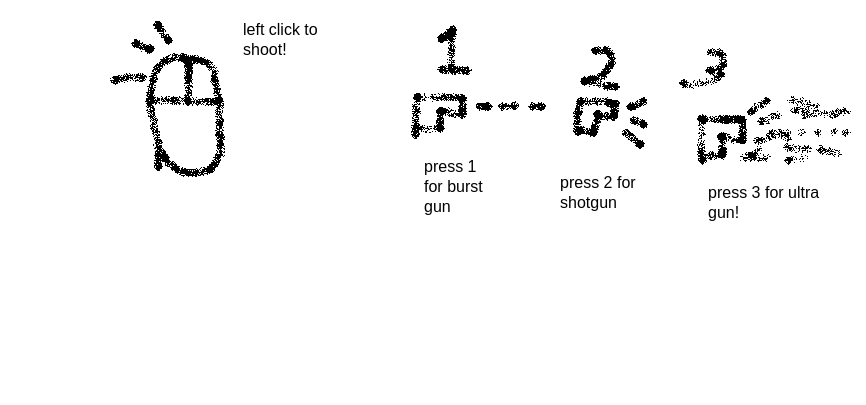 left click to
shoot!
1
press 1
for burst
gun
2
press 2 for
shotgun
3
press 3 for ultra
gun!